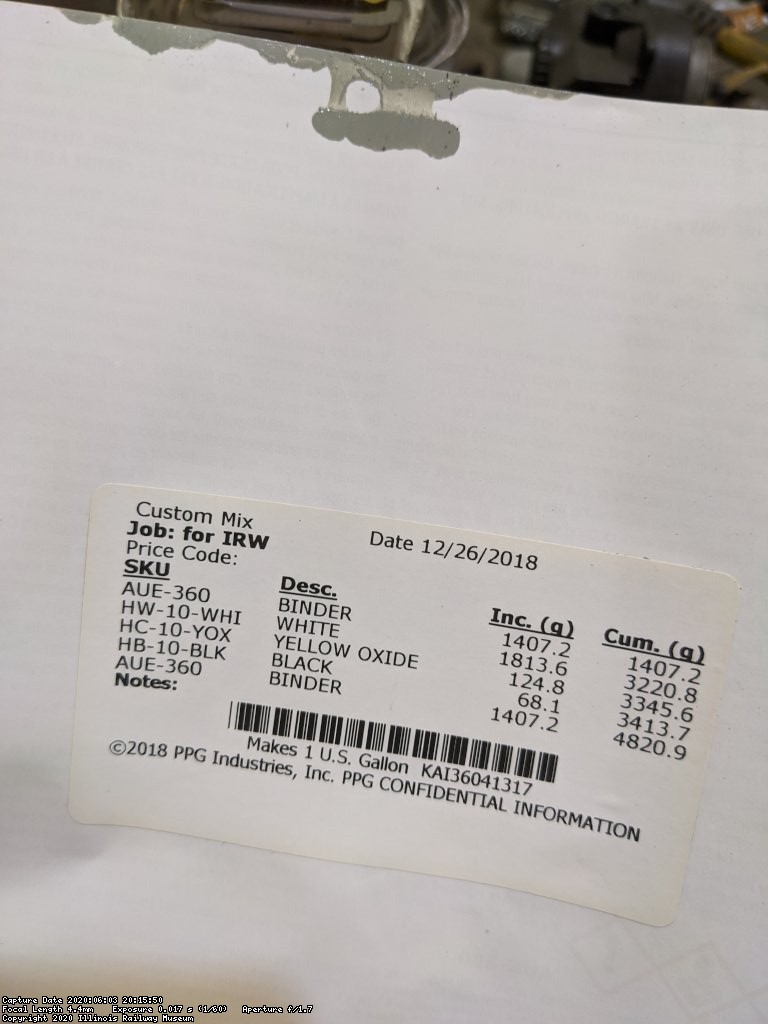 Custom Mix
Job: for IRW Date 12/26/2018
Price Code:
SKU Desc. Inc. (g) Cum. (g)
AUE-360 BINDER 1407.2 1407.2
HW-10-WHI WHITE 1813.6 3220.8
HC-10-YOX YELLOW OXIDE 124.8 3345.6
HB-10-BLK BLACK 68.1 3413.7
AUE-360 BINDER 1407.2 4820.9
Notes:
Makes 1 U.S. Gallon KAI36041317
©2018 PPG Industries, Inc. PPG CONFIDENTIAL INFORMATION
Capture Date 2020:06:03 20:15:50
Focal Length 4.4mm Exposure 0.017 s (1/60) Aperture f/1.7
Copyright 2020 Illinois Railway Museum